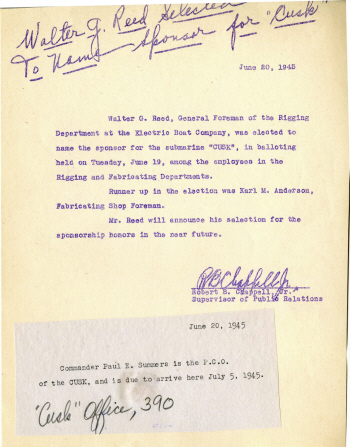 Walter G. Reed Selected
To Name Sponsor for "Cusk"
June 20, 1945
Walter G. Reed, General Foreman of the Rigging
Department at the Electric Boat Company, was elected to
name the sponsor for the submarine "CUSK", in balloting
held on Tuesday, June 19, among the employees in the
Rigging and Fabricating Departments.
Runner up in the election was Karl M. Anderson,
Fabricating Shop Foreman.
Mr. Reed will announce his selection for the
sponsorship honors in the near future.
RB Chappell Jr
Robert B. Chappell, Jr.
Supervisor of Public Relations
June 20, 1945
Commander Paul E. Summers is the P.C.O.
of the CUSK, and is due to arrive here July 5, 1945.
"Cusk" Office, 390